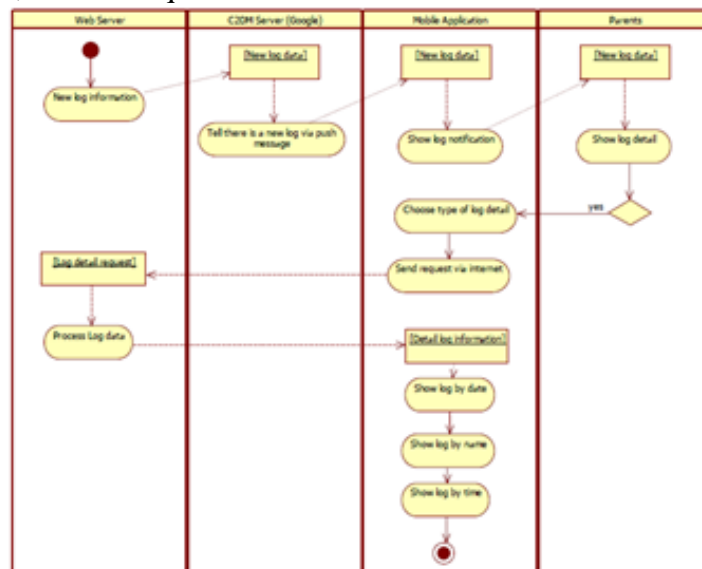 Web Server
C2DM Server (Google)
Mobile Application
Parents
[New log data]
[New log data]
[New log data]
New log information
Tell there is a new log via push
message
Show log notification
Show log detail
Choose type of log detail
yes
[Log detail request]
Send request via internet
Process Log data
[Detail log information]
Show log by date
Show log by name
Show log by time